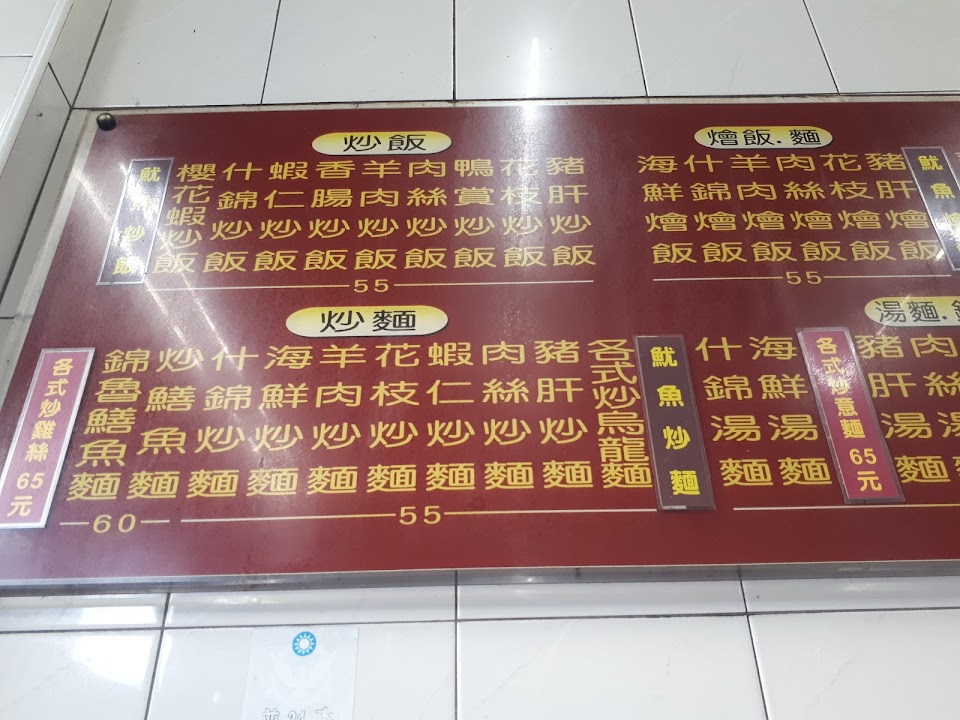 炒飯
魷魚炒飯
櫻花蝦炒飯
什錦炒飯
蝦仁炒飯
香腸炒飯
羊肉炒飯
肉絲炒飯
鴨賞炒飯
花枝炒飯
豬肝炒飯
55
燴飯.麵
海鮮燴飯
什錦燴飯
羊肉燴飯
肉絲燴飯
花枝燴飯
豬肝燴飯
魷魚
55
炒麵
各式炒雞絲65元
錦魯鱔魚麵
炒鱔魚麵
什錦炒麵
海鮮炒麵
羊肉炒麵
花枝炒麵
蝦仁炒麵
肉絲炒麵
豬肝炒麵
各式炒烏龍麵
魷魚炒麵
60
55
湯麵.
什錦湯麵
海鮮湯麵
各式炒意麵65元
豬肝湯麵
肉絲湯麵